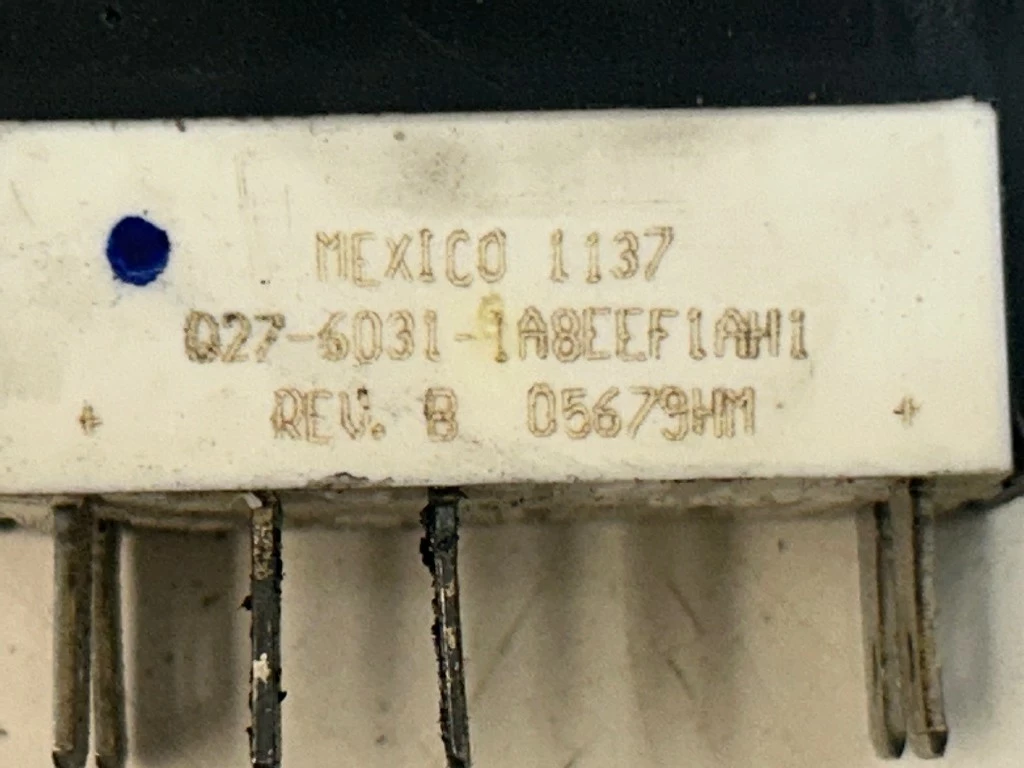 MEXICO 1137
027-6031-1A8EEF1AH1
REV. B 05679HM
+ +